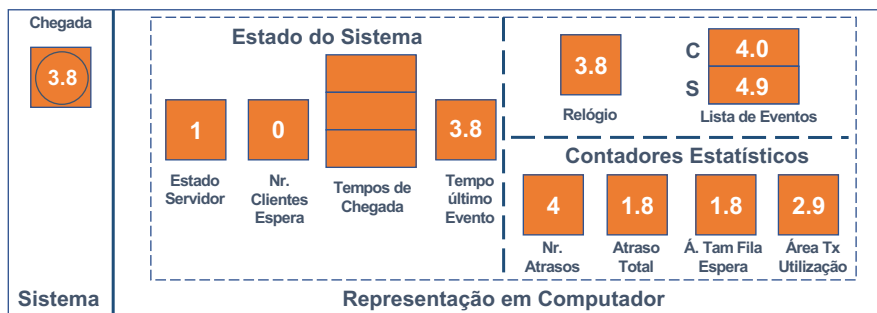 Chegada
3.8
Sistema
Estado do Sistema
1
Estado
Servidor
0
Nr.
Clientes
Espera
Tempos de
Chegada
3.8
Tempo
último
Evento
3.8
Relógio
C
4.0
S
4.9
Lista de Eventos
Contadores Estatísticos
4
Nr.
Atrasos
1.8
Atraso
Total
1.8
Á. Tam Fila
Espera
2.9
Área Tx
Utilização
Representação em Computador